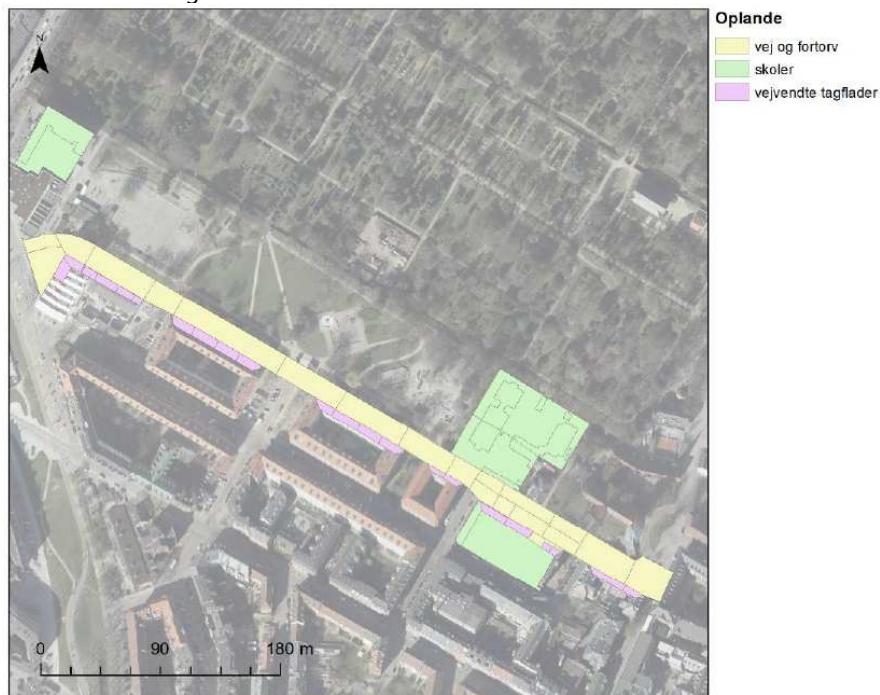 Oplande
vej og fortorv
skoler
vejvendte tagflader
N
0 90 180 m